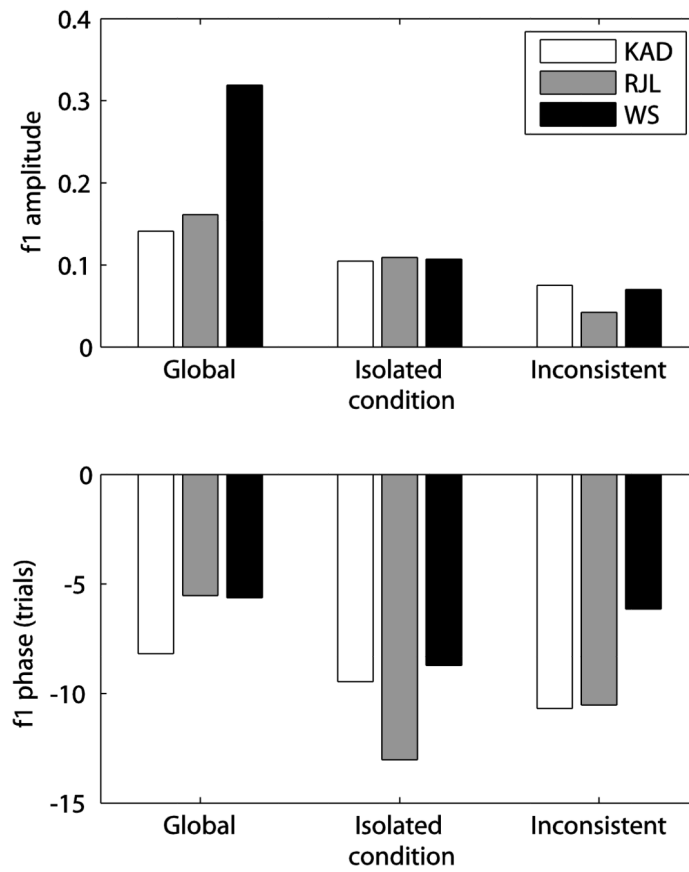 0.4
0.3
0.2
0.1
0
f1 amplitude
KAD
RJL
WS
Global
Isolated
Inconsistent
condition
0
-5
-10
-15
f1 phase (trials)
Global
Isolated
Inconsistent
condition